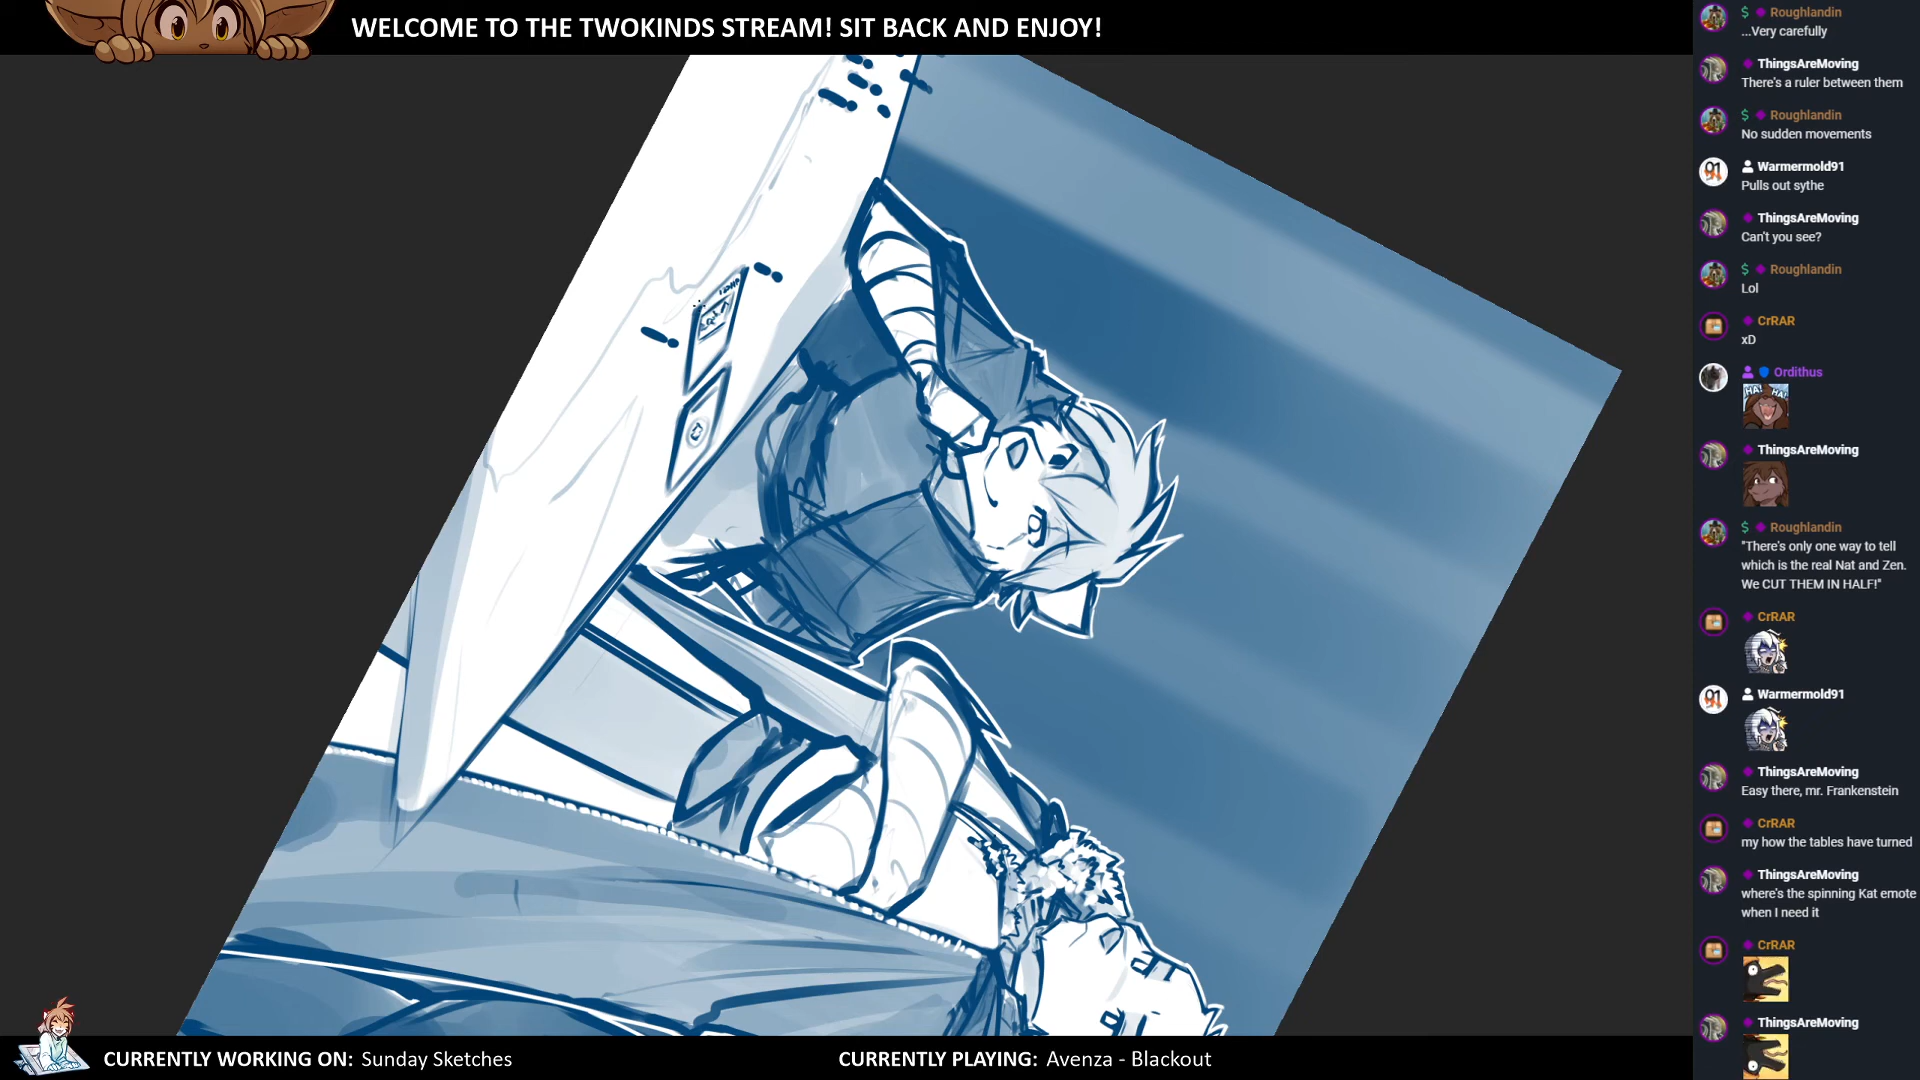 WELCOME TO THE TWOKINDS STREAM! SIT BACK AND ENJOY!
$ Roughlandin
...Very carefully
ThingsAreMoving
There's a ruler between them
$ Roughlandin
No sudden movements
Warmermold91
Pulls out sythe
ThingsAreMoving
Can't you see?
$ Roughlandin
Lol
CrRAR
xD
Ordithus
ThingsAreMoving
$ Roughlandin
"There's only one way to tell
which is the real Nat and Zen.
We CUT THEM IN HALF!"
CrRAR
Warmermold91
ThingsAreMoving
Easy there, mr. Frankenstein
CrRAR
my how the tables have turned
ThingsAreMoving
where's the spinning Kat emote
when I need it
CrRAR
ThingsAreMoving
CURRENTLY WORKING ON: Sunday Sketches
CURRENTLY PLAYING: Avenza - Blackout